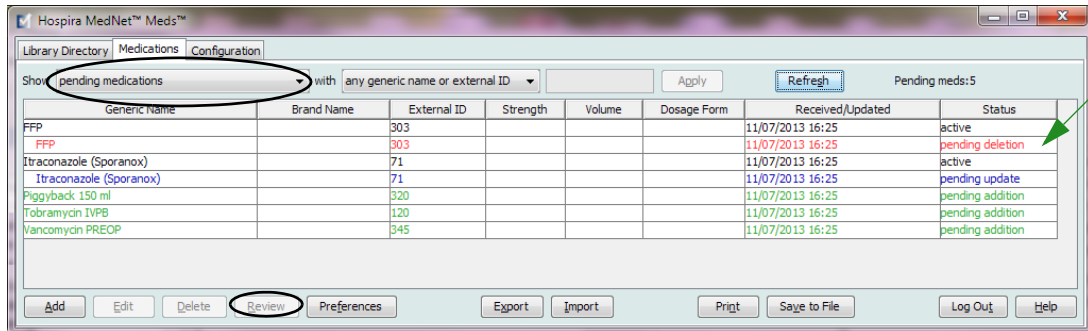 Hospira MedNet™ Meds™
Library Directory Medications Configuration
Show pending medications with any generic name or external ID Apply Refresh Pending meds:5
Generic Name Brand Name External ID Strength Volume Dosage Form Received/Updated Status
FFP 303 11/07/2013 16:25 active
FFP 303 11/07/2013 16:25 pending deletion
Itraconazole (Sporanox) 71 11/07/2013 16:25 active
Itraconazole (Sporanox) 71 11/07/2013 16:25 pending update
Piggyback 150 ml 320 11/07/2013 16:25 pending addition
Tobramycin IVPB 120 11/07/2013 16:25 pending addition
Vancomycin PREOP 345 11/07/2013 16:25 pending addition
Add Edit Delete Review Preferences Export Import Print Save to File Log Out Help